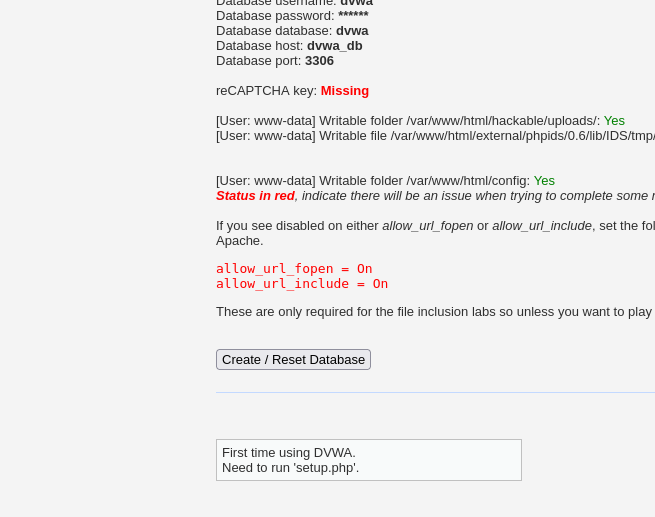 Database username: dvwa
Database password: ******
Database database: dvwa
Database host: dvwa_db
Database port: 3306
reCAPTCHA key: Missing
[User: www-data] Writable folder /var/www/html/hackable/uploads/: Yes
[User: www-data] Writable file /var/www/html/external/phpids/0.6/lib/IDS/tmp/
[User: www-data] Writable folder /var/www/html/config: Yes
Status in red, indicate there will be an issue when trying to complete some
If you see disabled on either allow_url_fopen or allow_url_include, set the
Apache.
allow_url_fopen = On
allow_url_include = On
These are only required for the file inclusion labs so unless you want to play
Create / Reset Database
First time using DVWA.
Need to run 'setup.php'.